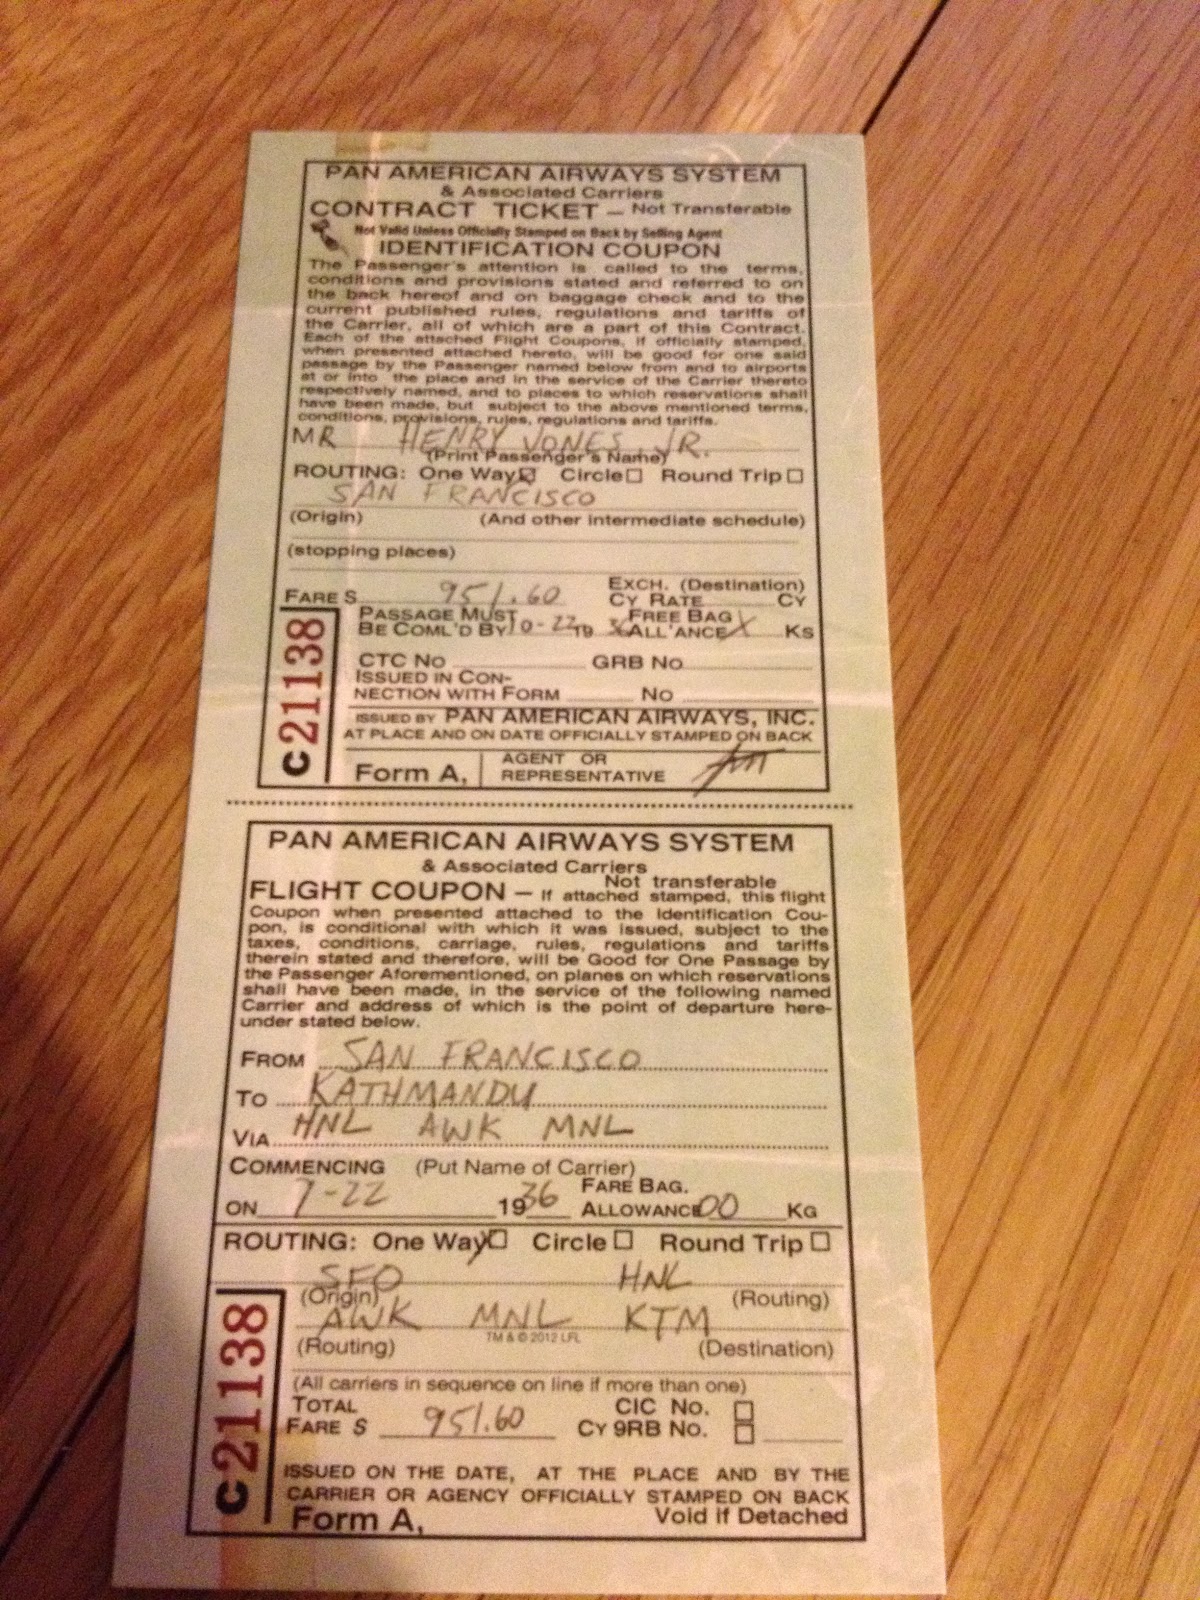 PAN AMERICAN AIRWAYS SYSTEM
& Associated Carriers
CONTRACT TICKET – Not Transferable
Not Valid Unless Officially Stamped on Back by Selling Agent
IDENTIFICATION COUPON
The Passenger's attention is called to the terms,
conditions and provisions stated and referred to on
the back hereof and on baggage check and to the
current published rules, regulations and tariffs of
the Carrier, all of which are a part of this Contract.
Each of the attached Flight Coupons, if officially stamped,
when presented attached hereto, will be good for one said
passage by the Passenger named below from and to airports
at or into the place and in the service of the Carrier thereto
respectively named, and to places to which reservations shall
have been made, but subject to the above mentioned terms,
conditions, provisions, rules, regulations and tariffs.
MR HENRY JONES, JR.
(Print Passenger's Name)
ROUTING: One Way Circle Round Trip
SAN FRANCISCO
(Origin) (And other intermediate schedule)
(stopping places)
FARE $ 951.60 EXCH. (Destination)
CY RATE CY
PASSAGE MUST FREE BAG
BE COML'D BY 10-22 19 ALL'ANCE X KS
CTC NO GRB NO
ISSUED IN CON-
NECTION WITH FORM NO
ISSUED BY PAN AMERICAN AIRWAYS, INC.
AT PLACE AND ON DATE OFFICIALLY STAMPED ON BACK
Form A, AGENT OR
REPRESENTATIVE
C21138
PAN AMERICAN AIRWAYS SYSTEM
& Associated Carriers
Not transferable
FLIGHT COUPON – If attached stamped, this flight
Coupon when presented attached to the Identification Cou-
pon, is conditional with which it was issued, subject to the
taxes, conditions, carriage, rules, regulations and tariffs
therein stated and therefore, will be Good for One Passage by
the Passenger Aforementioned, on planes on which reservations
shall have been made, in the service of the following named
Carrier and address of which is the point of departure here-
under stated below.
FROM SAN FRANCISCO
TO KATHMANDU
VIA HNL AWK MNL
COMMENCING (Put Name of Carrier)
ON 7-22 1936 FARE BAG.
ALLOWANCE 00 KG
ROUTING: One Way Circle Round Trip
SFO HNL
(Origin) (Routing)
AWK MNL KTM
TM & © 2012 LFL
(Routing) (Destination)
(All carriers in sequence on line if more than one)
TOTAL CIC NO.
FARE $ 951.60 CY 9RB NO.
ISSUED ON THE DATE, AT THE PLACE AND BY THE
CARRIER OR AGENCY OFFICIALLY STAMPED ON BACK
Form A, Void if Detached
C21138